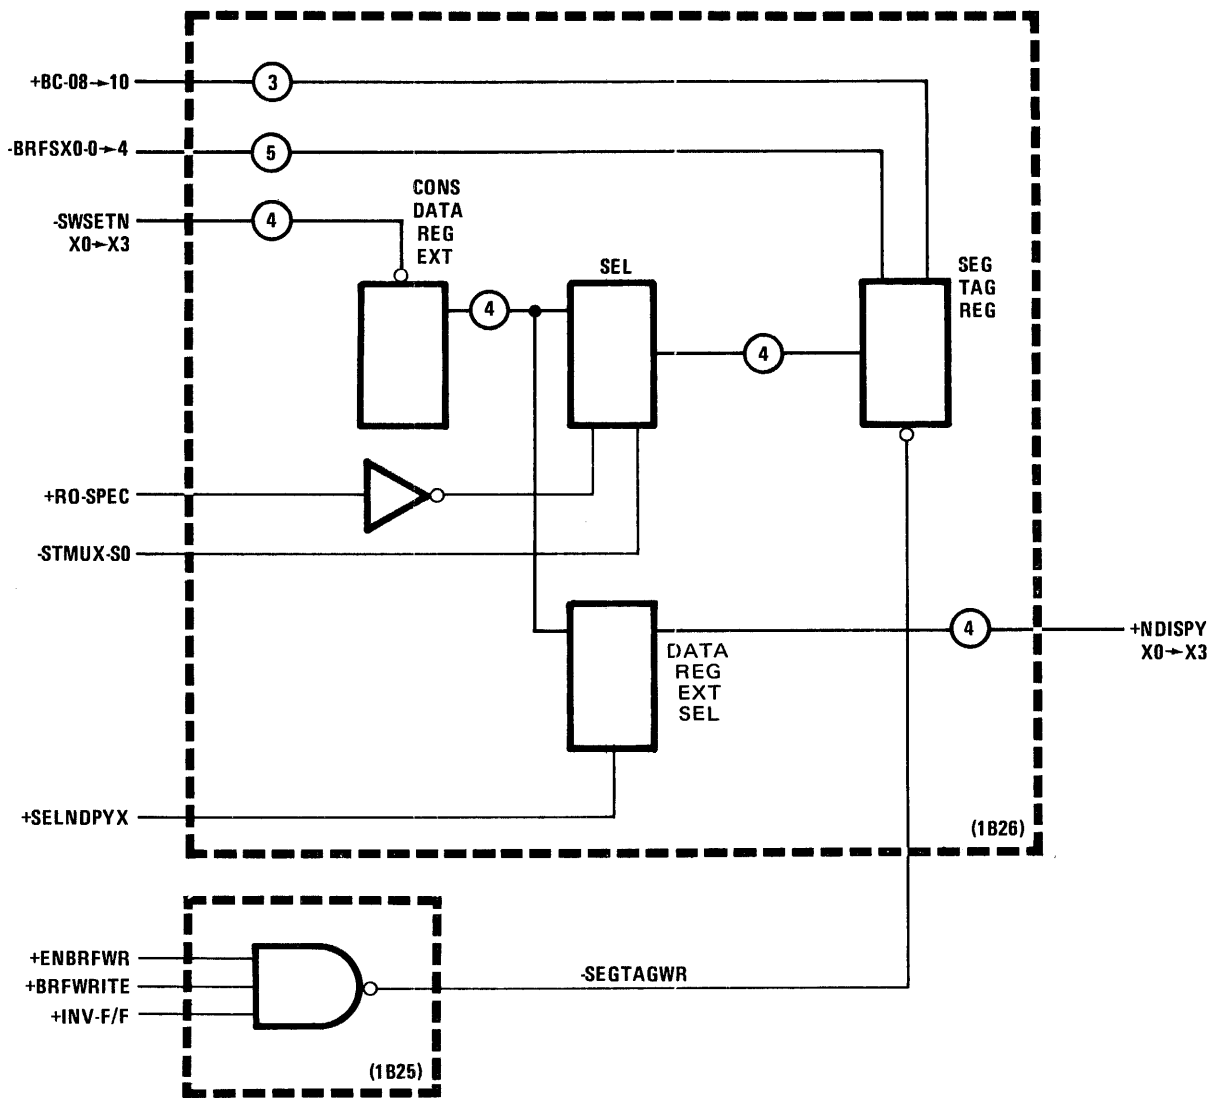 +BC-08→10
3
-BRFSX0-0→4
5
-SWSETN
X0→X3
4
CONS
DATA
REG
EXT
4
SEL
4
SEG
TAG
REG
+RO-SPEC
-STMUX-S0
4
+NDISPY
X0→X3
DATA
REG
EXT
SEL
+SELNDPYX
(1B26)
+ENBRFWR
+BRFWRITE
+INV-F/F
-SEGTAGWR
(1B25)